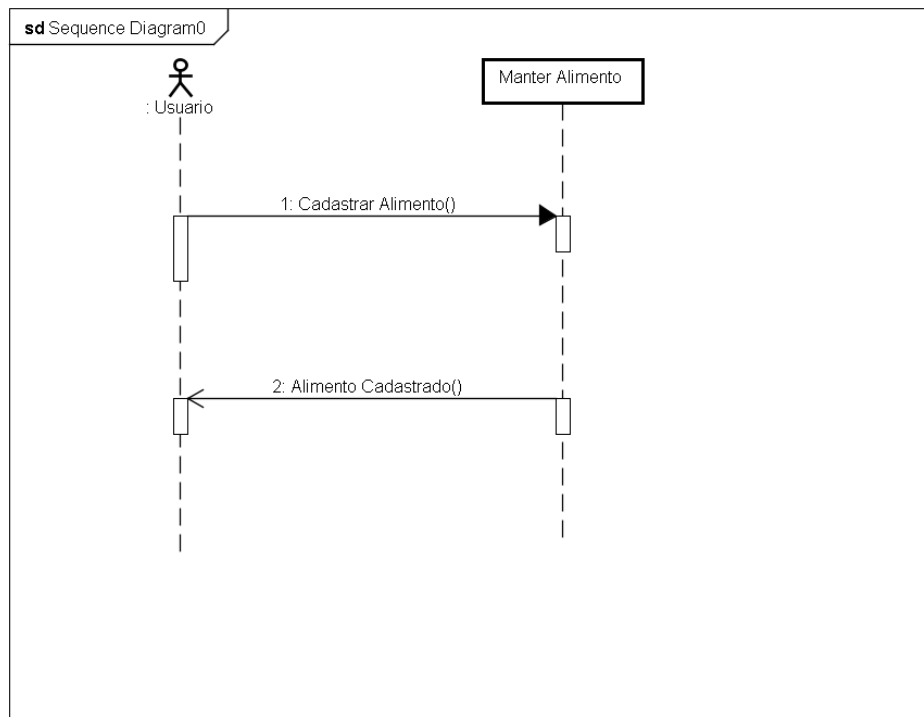 sd Sequence Diagram0
: Usuario
Manter Alimento
1: Cadastrar Alimento()
2: Alimento Cadastrado()